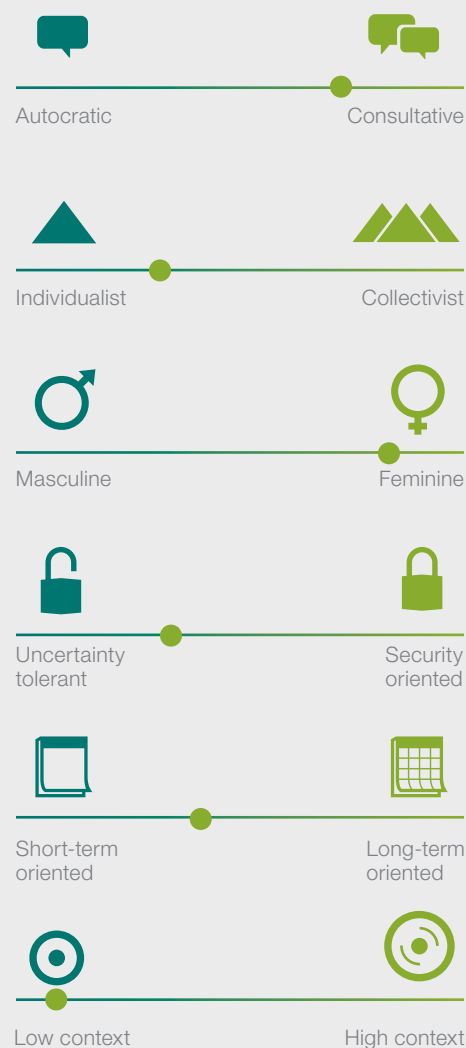 Autocratic Consultative
Individualist Collectivist
Masculine Feminine
Uncertainty Security
tolerant oriented
Short-term Long-term
oriented oriented
Low context High context